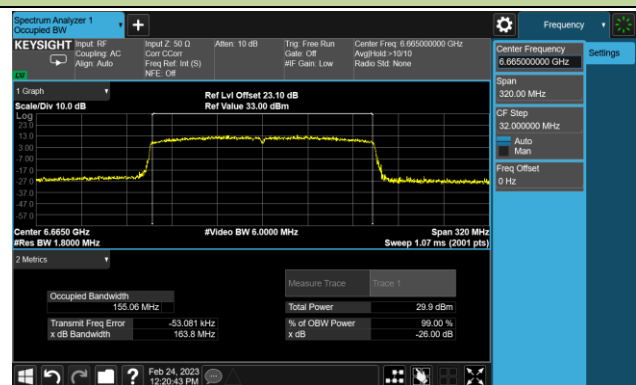 Spectrum Analyzer 1
Occupied BW
Frequency
KEYSIGHT
Input: RF
Coupling: AC
Align: Auto
Input Z: 50 Ω
Corr CCorr
Freq Ref: Int (S)
NFE: Off
Atten: 10 dB
Trig: Free Run
Gate: Off
#IF Gain: Low
Center Freq: 6.665000000 GHz
Avg|Hold:>10/10
Radio Std: None
1 Graph
Scale/Div 10.0 dB
Ref Lvl Offset 23.10 dB
Ref Value 33.00 dBm
Log
23.0
13.0
3.00
-7.00
-17.0
-27.0
-37.0
-47.0
-57.0
Center 6.6650 GHz
#Res BW 1.8000 MHz
#Video BW 6.0000 MHz
Span 320 MHz
Sweep 1.07 ms (2001 pts)
2 Metrics
Measure Trace
Trace 1
Occupied Bandwidth
155.06 MHz
Total Power
29.9 dBm
Transmit Freq Error
-53.081 kHz
% of OBW Power
99.00 %
x dB Bandwidth
163.8 MHz
x dB
-26.00 dB
Feb 24, 2023
12:20:43 PM
Center Frequency
6.665000000 GHz
Settings
Span
320.00 MHz
CF Step
32.000000 MHz
Auto
Man
Freq Offset
0 Hz